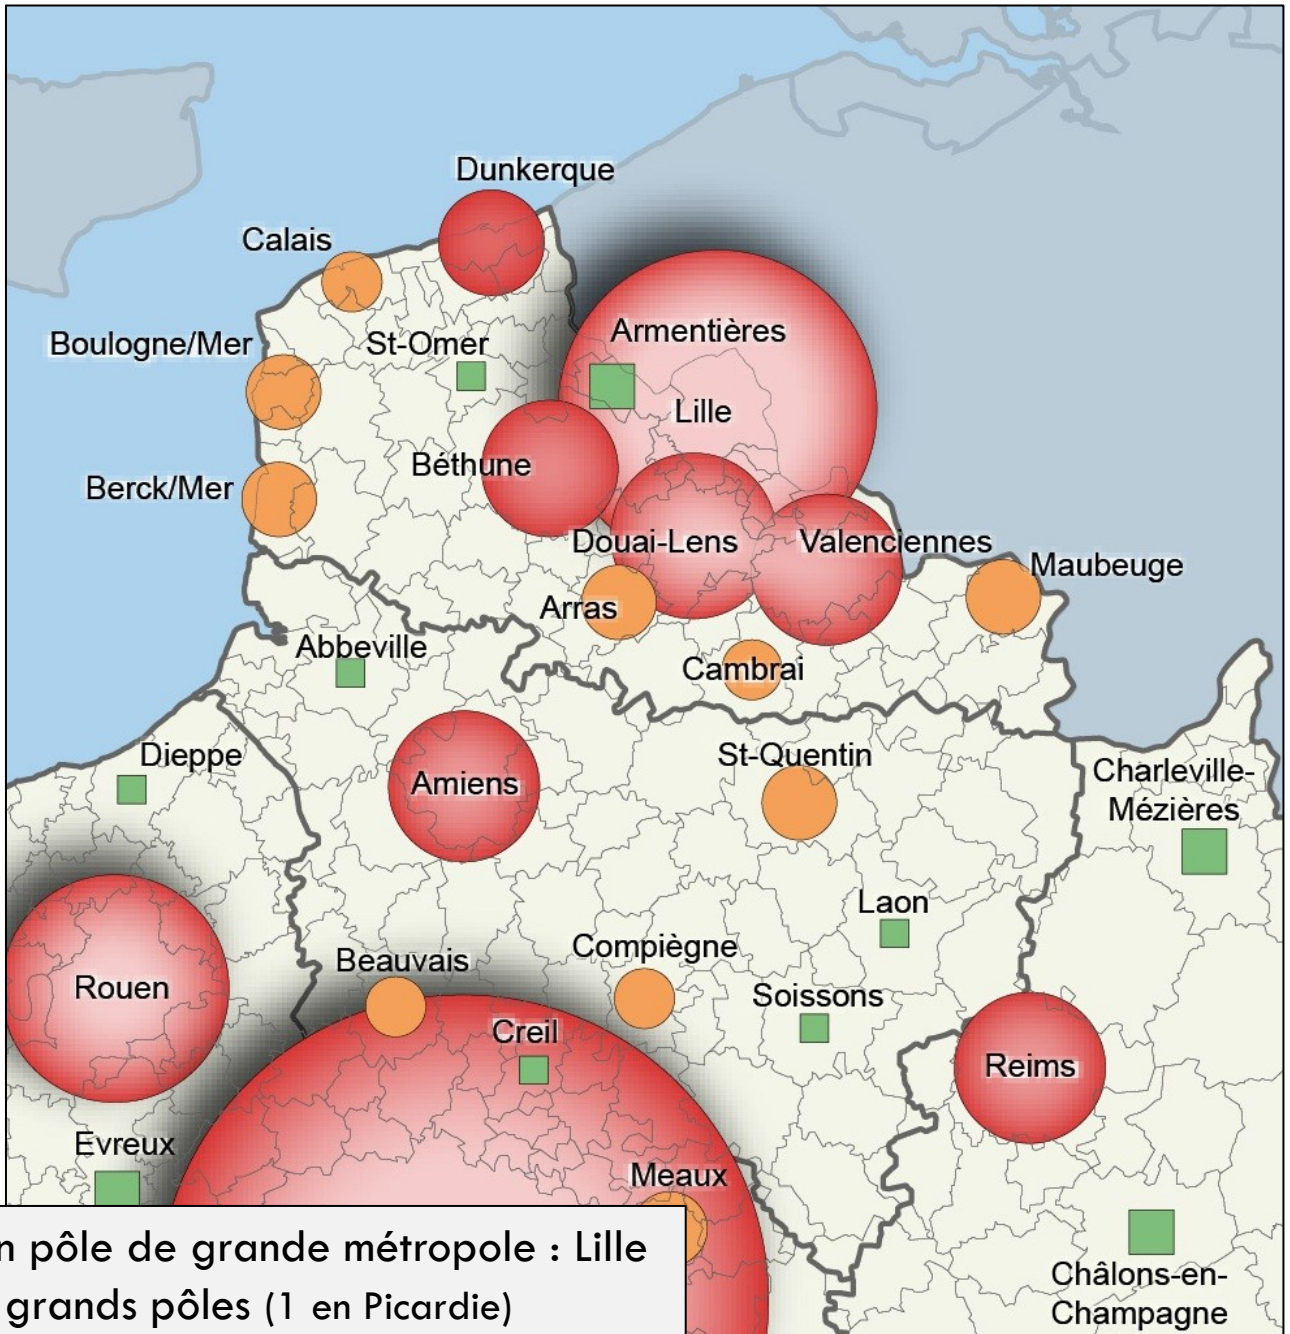 Dunkerque
Calais
Armentières
Boulogne/Mer
St-Omer
Lille
Béthune
Berck/Mer
Douai-Lens
Valenciennes
Maubeuge
Arras
Abbeville
Cambrai
Dieppe
St-Quentin
Amiens
Charleville-
Mézières
Laon
Compiègne
Beauvais
Rouen
Soissons
Creil
Reims
Evreux
Meaux
n pôle de grande métropole : Lille
grands pôles (1 en Picardie)
Châlons-en-
Champagne